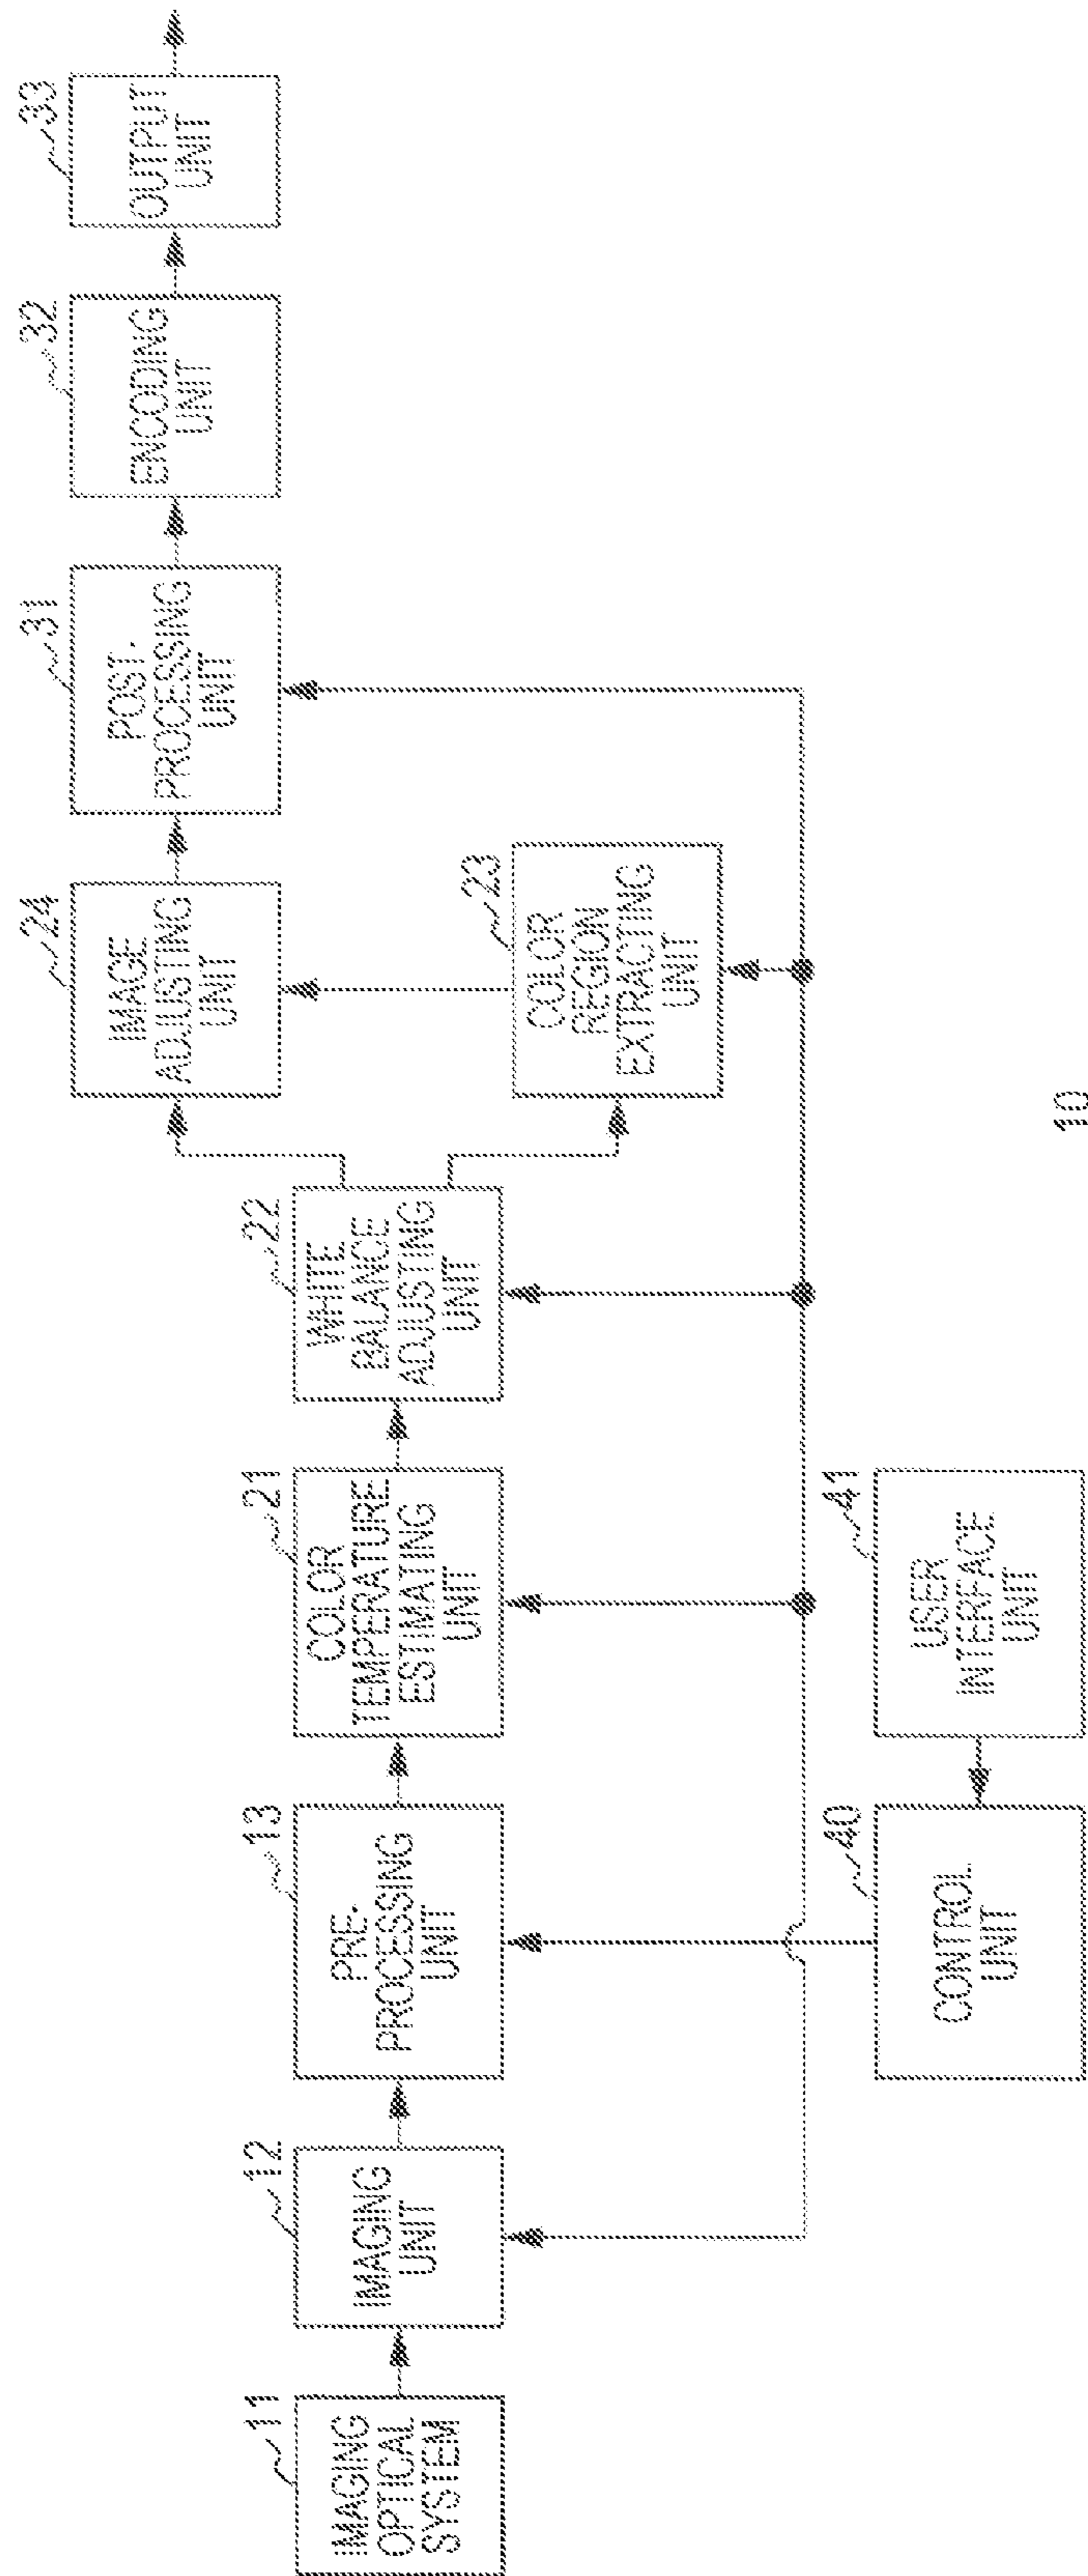 11
IMAGING
OPTICAL
SYSTEM
12
IMAGING
UNIT
13
PRE-
PROCESSING
UNIT
21
COLOR
TEMPERATURE
ESTIMATING
UNIT
22
WHITE
BALANCE
ADJUSTING
UNIT
24
IMAGE
ADJUSTING
UNIT
23
COLOR
REGION
EXTRACTING
UNIT
31
POST-
PROCESSING
UNIT
32
ENCODING
UNIT
33
OUTPUT
UNIT
40
CONTROL
UNIT
41
USER
INTERFACE
UNIT
10